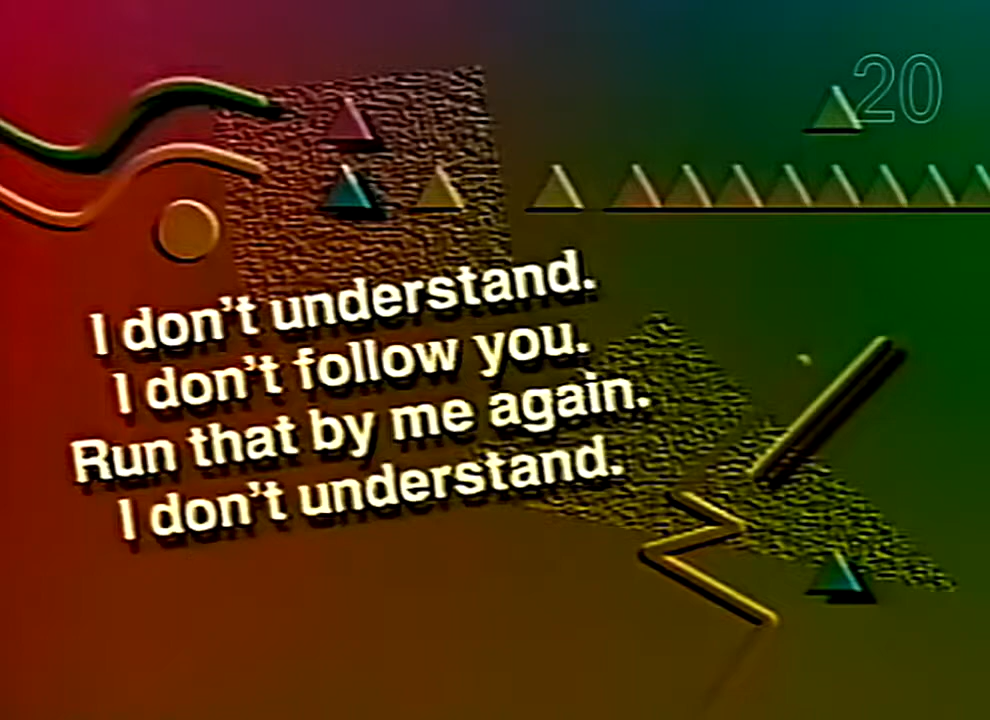 20
I don't understand.
I don't follow you.
Run that by me again.
I don't understand.